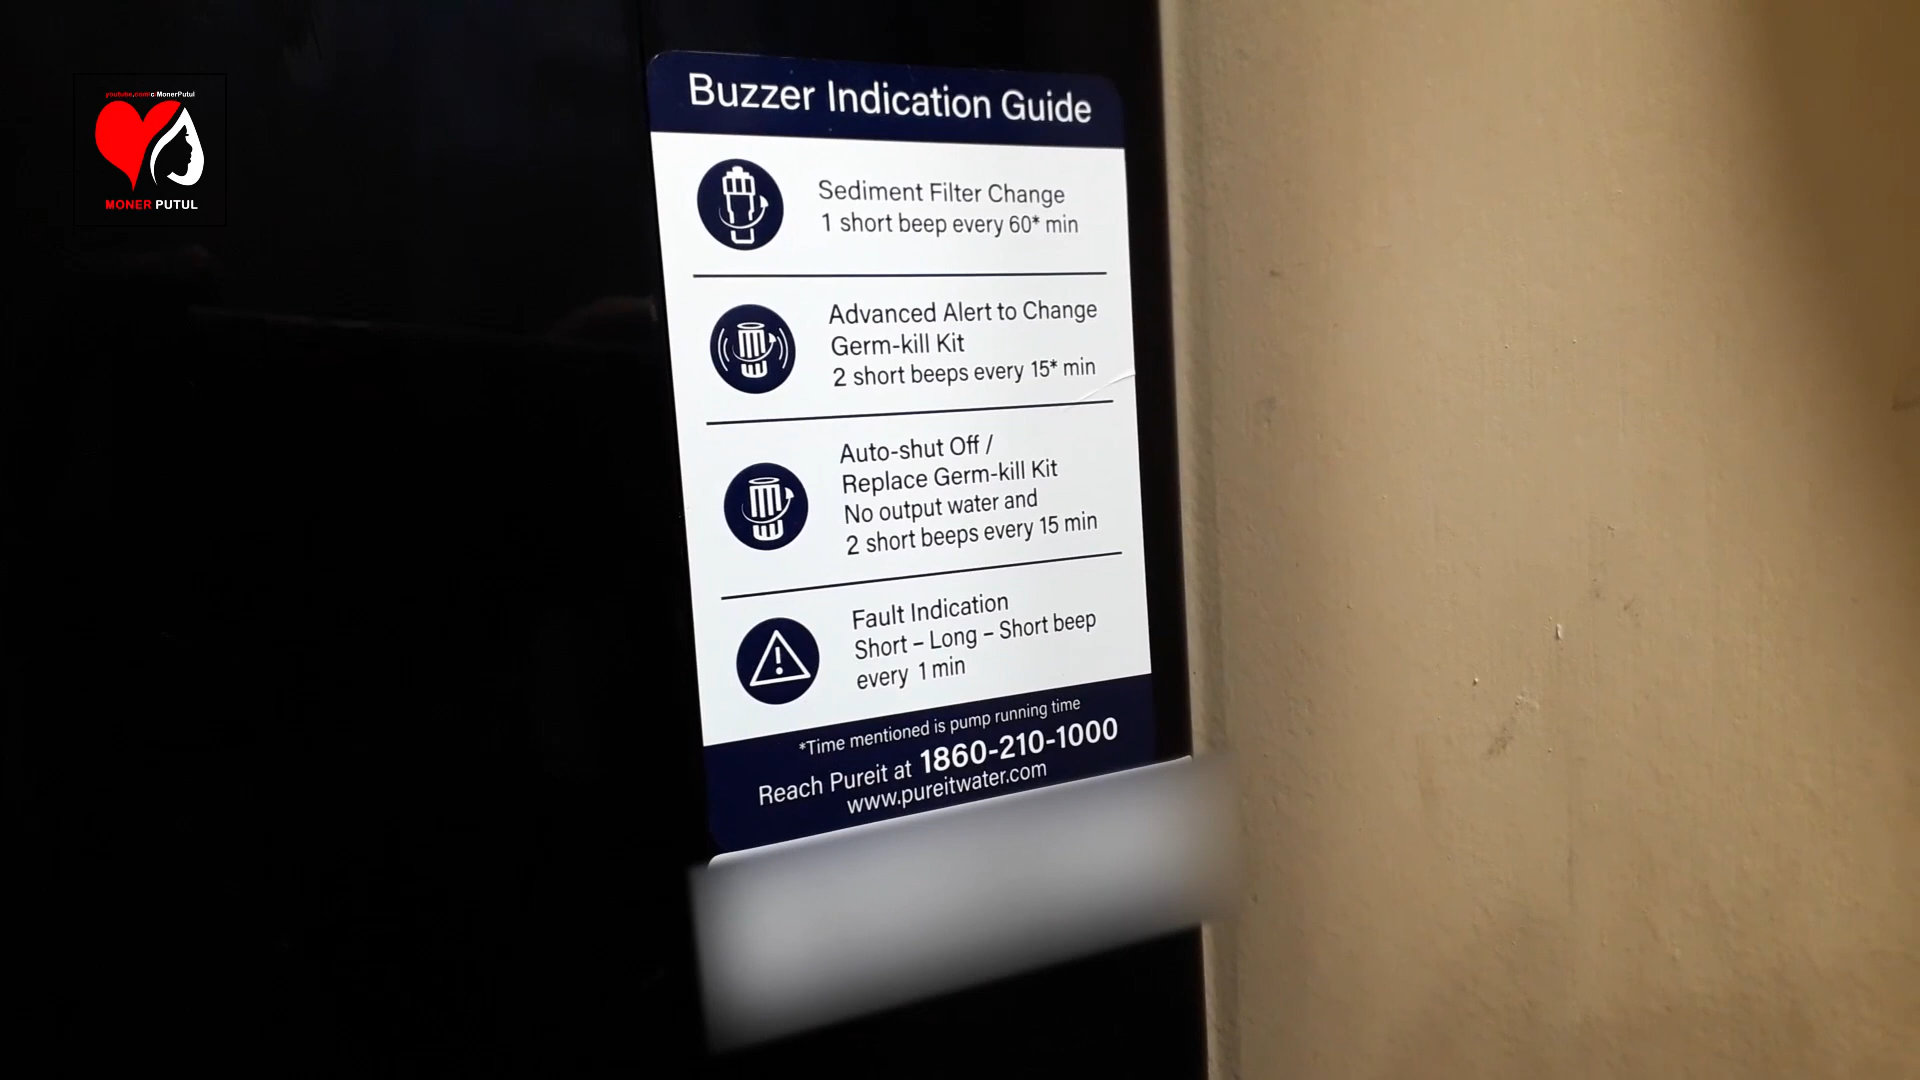 youtube.com/c/MonerPutul
MONER PUTUL
Buzzer Indication Guide
Sediment Filter Change
1 short beep every 60* min
Advanced Alert to Change
Germ-kill Kit
2 short beeps every 15* min
Auto-shut Off /
Replace Germ-kill Kit
No output water and
2 short beeps every 15 min
Fault Indication
Short – Long – Short beep
every 1 min
*Time mentioned is pump running time
Reach Pureit at 1860-210-1000
www.pureitwater.com